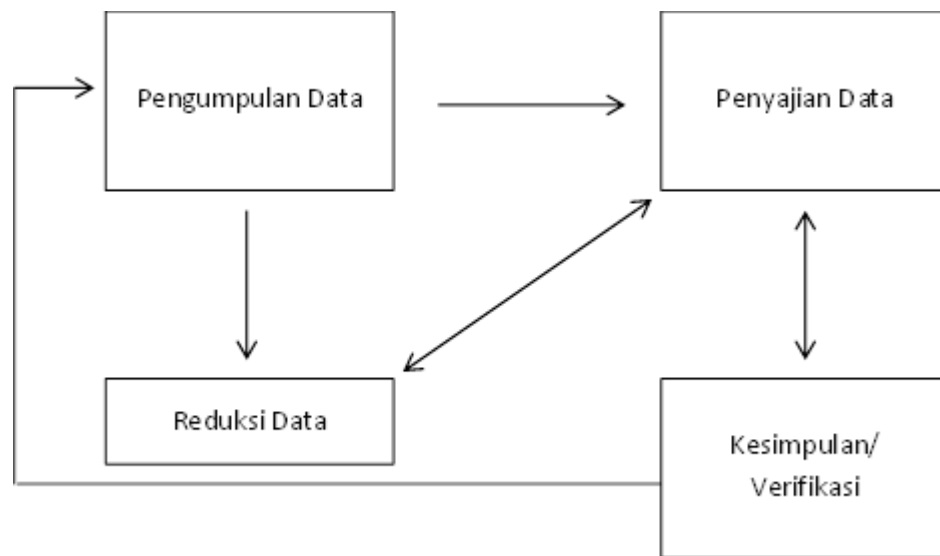 Pengumpulan Data
Penyajian Data
Reduksi Data
Kesimpulan/
Verifikasi